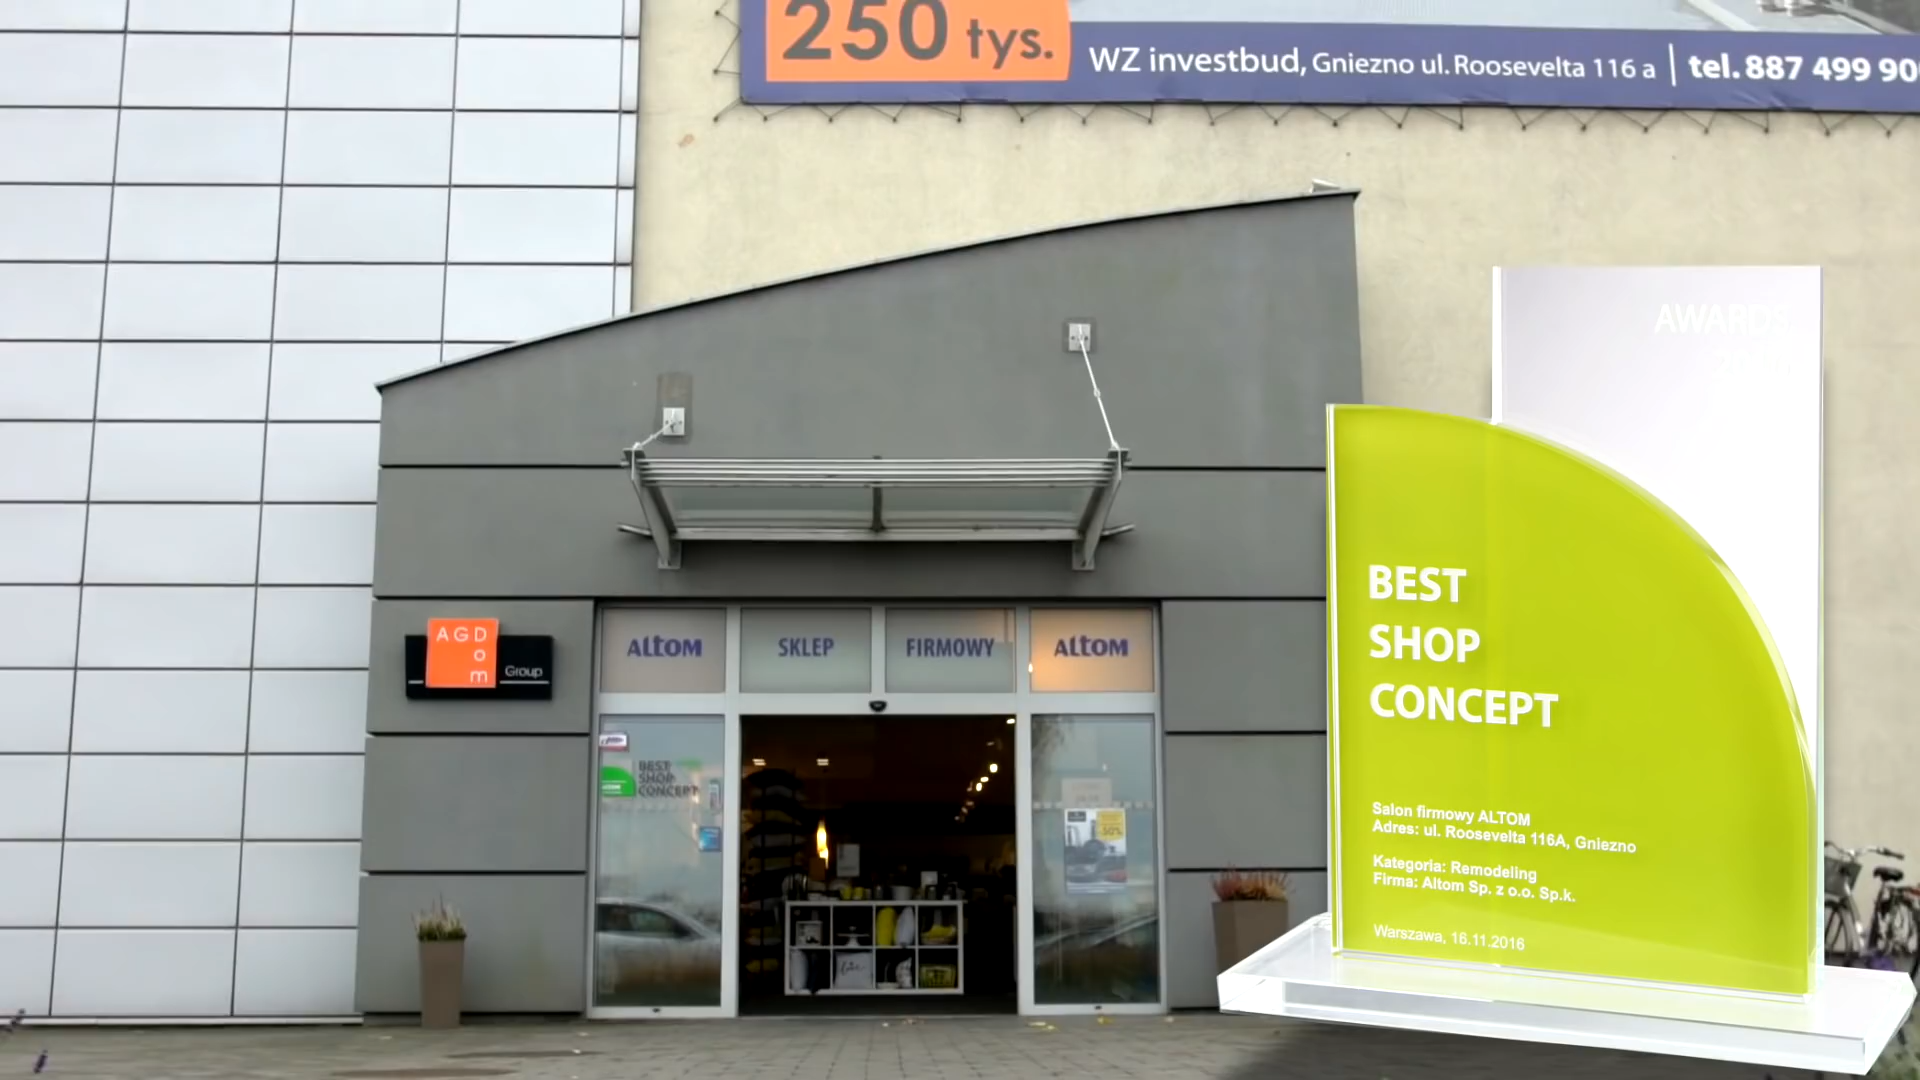 250 tys.
WZ investbud, Gniezno ul. Roosevelta 116 a | tel. 887 499 90
AWARDS
BEST
SHOP
CONCEPT
Salon firmowy ALTOM
Adres: ul. Roosevelta 116A, Gniezno
Kategoria: Remodeling
Firma: Altom Sp. z o.o. Sp.k.
Warszawa, 16.11.2016
AGD
o
m
Group
ALTOM
SKLEP
FIRMOWY
ALTOM
BEST
SHOP
CONCEPT
-50%